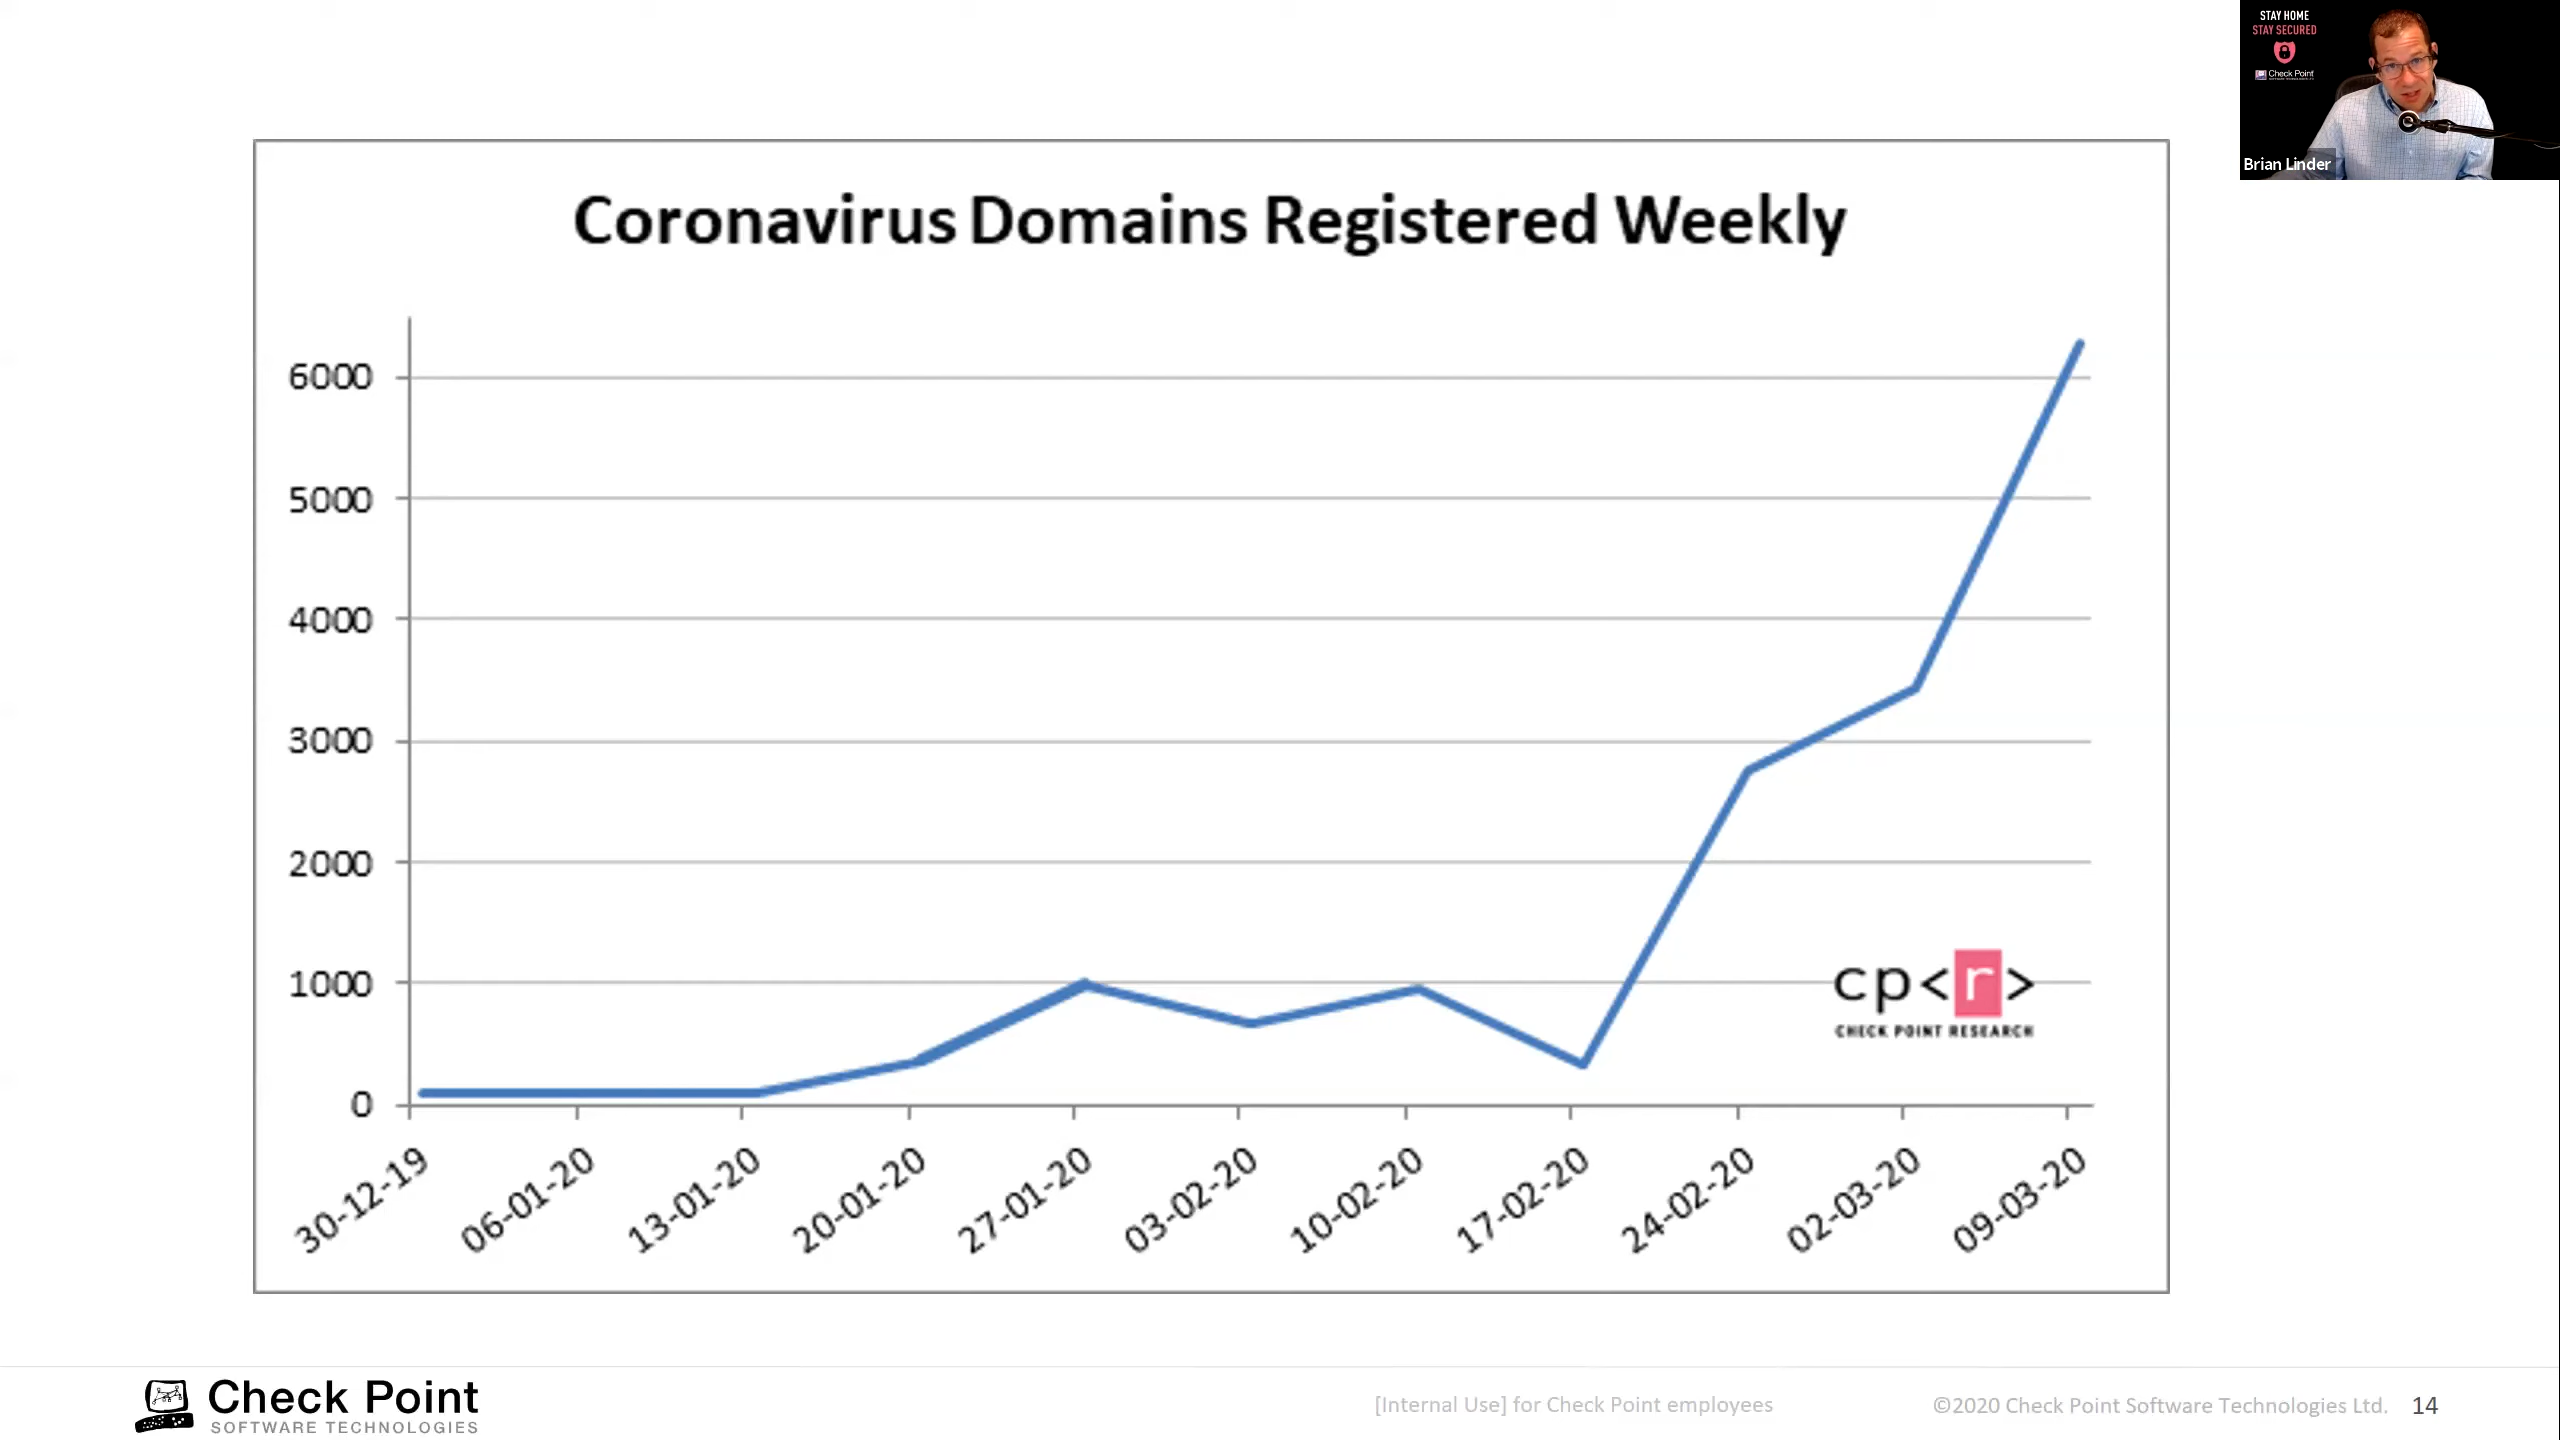 STAY HOME
STAY SECURED
Check Point
Brian Linder
Coronavirus Domains Registered Weekly
6000
5000
4000
3000
2000
1000
0
30-12-19
06-01-20
13-01-20
20-01-20
27-01-20
03-02-20
10-02-20
17-02-20
24-02-20
02-03-20
09-03-20
cp<r>
CHECK POINT RESEARCH
Check Point
SOFTWARE TECHNOLOGIES
[Internal Use] for Check Point employees
©2020 Check Point Software Technologies Ltd. 14